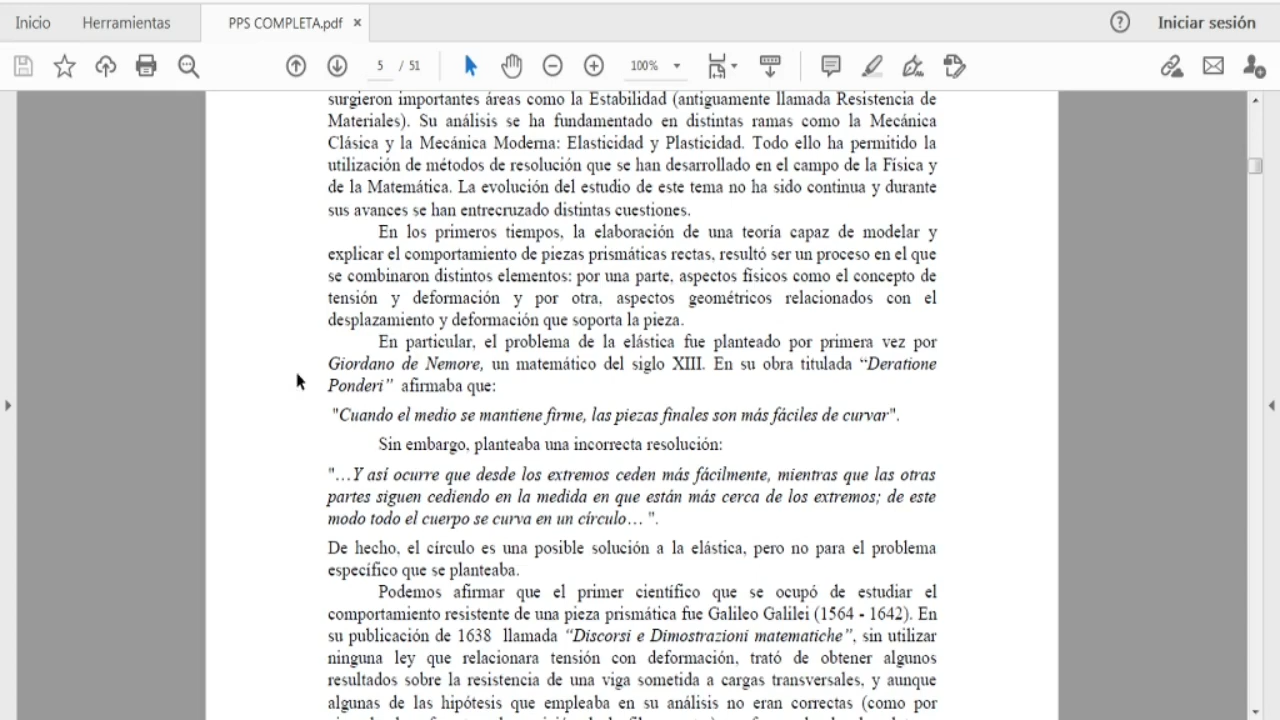 Inicio
Herramientas
PPS COMPLETA.pdf ×
Iniciar sesión
5 / 51
100%
surgieron importantes áreas como la Estabilidad (antiguamente llamada Resistencia de
Materiales). Su análisis se ha fundamentado en distintas ramas como la Mecánica
Clásica y la Mecánica Moderna: Elasticidad y Plasticidad. Todo ello ha permitido la
utilización de métodos de resolución que se han desarrollado en el campo de la Física y
de la Matemática. La evolución del estudio de este tema no ha sido continua y durante
sus avances se han entrecruzado distintas cuestiones.
En los primeros tiempos, la elaboración de una teoría capaz de modelar y
explicar el comportamiento de piezas prismáticas rectas, resultó ser un proceso en el que
se combinaron distintos elementos: por una parte, aspectos físicos como el concepto de
tensión y deformación y por otra, aspectos geométricos relacionados con el
desplazamiento y deformación que soporta la pieza.
En particular, el problema de la elástica fue planteado por primera vez por
Giordano de Nemore, un matemático del siglo XIII. En su obra titulada “Deratione
Ponderi” afirmaba que:
"Cuando el medio se mantiene firme, las piezas finales son más fáciles de curvar".
Sin embargo, planteaba una incorrecta resolución:
"…Y así ocurre que desde los extremos ceden más fácilmente, mientras que las otras
partes siguen cediendo en la medida en que están más cerca de los extremos; de este
modo todo el cuerpo se curva en un círculo… ".
De hecho, el círculo es una posible solución a la elástica, pero no para el problema
específico que se planteaba.
Podemos afirmar que el primer científico que se ocupó de estudiar el
comportamiento resistente de una pieza prismática fue Galileo Galilei (1564 - 1642). En
su publicación de 1638 llamada “Discorsi e Dimostrazioni matematiche”, sin utilizar
ninguna ley que relacionara tensión con deformación, trató de obtener algunos
resultados sobre la resistencia de una viga sometida a cargas transversales, y aunque
algunas de las hipótesis que empleaba en su análisis no eran correctas (como por